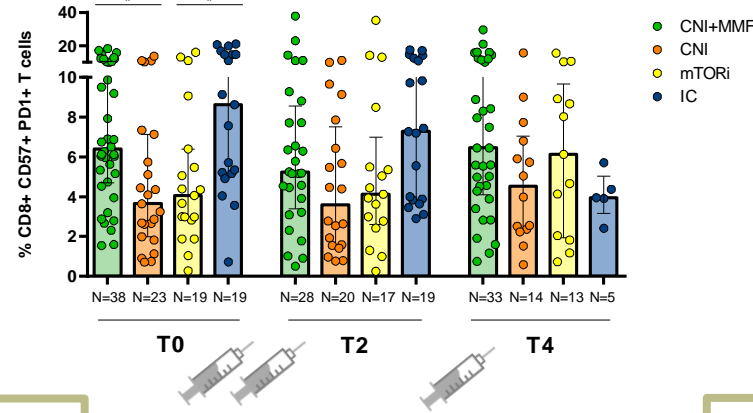 % CD8+ CD57+ PD1+ T cells
40
20
10
8
6
4
2
0
CNI+MMF
CNI
mTORi
IC
N=38 N=23 N=19 N=19 N=28 N=20 N=17 N=19 N=33 N=14 N=13 N=5
T0 T2 T4